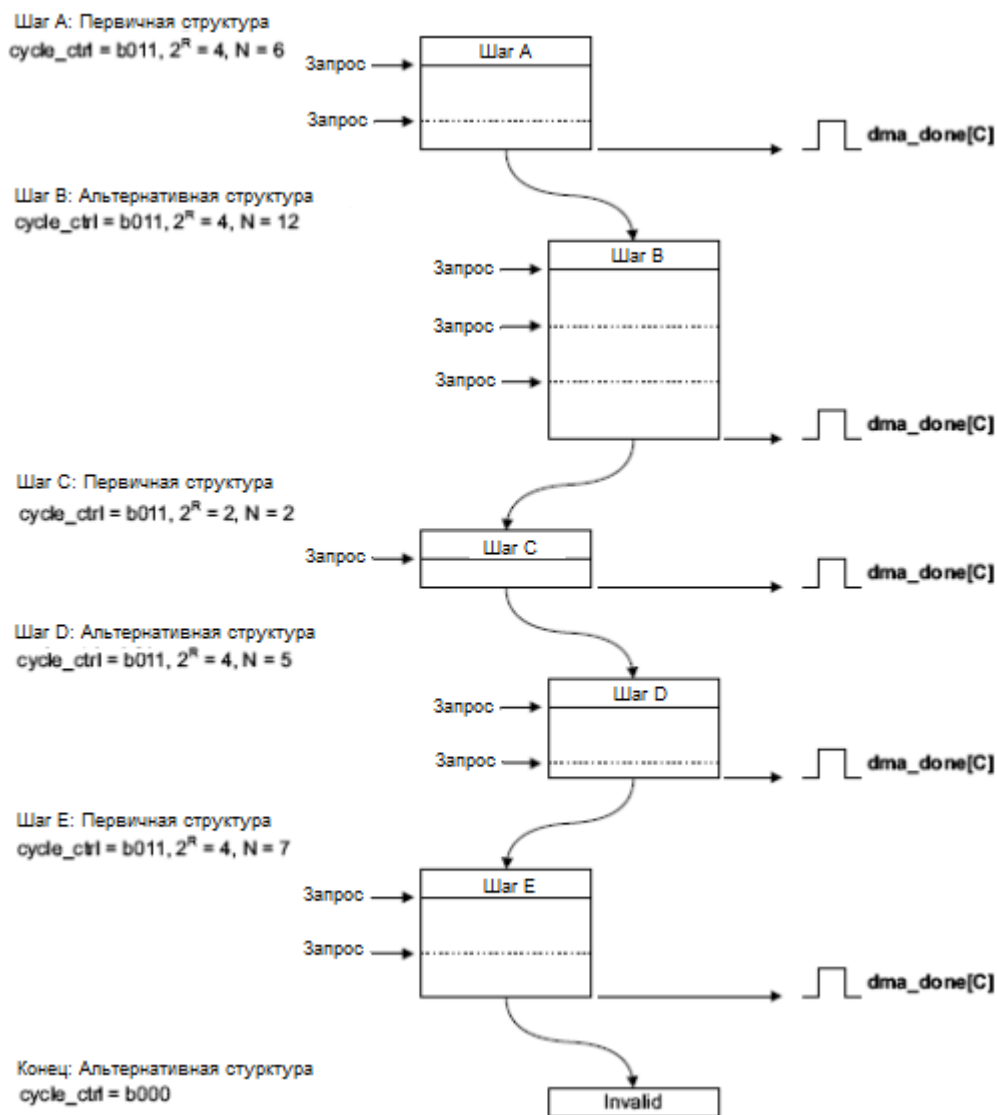 Шаг A: Первичная структура
cycle_ctrl = b011, 2^R = 4, N = 6
Шаг A
Запрос
Запрос
dma_done[C]
Шаг B: Альтернативная структура
cycle_ctrl = b011, 2^R = 4, N = 12
Шаг B
Запрос
Запрос
Запрос
dma_done[C]
Шаг C: Первичная структура
cycle_ctrl = b011, 2^R = 2, N = 2
Шаг C
Запрос
dma_done[C]
Шаг D: Альтернативная структура
cycle_ctrl = b011, 2^R = 4, N = 5
Шаг D
Запрос
Запрос
dma_done[C]
Шаг E: Первичная структура
cycle_ctrl = b011, 2^R = 4, N = 7
Шаг E
Запрос
Запрос
dma_done[C]
Конец: Альтернативная стурктура
cycle_ctrl = b000
Invalid